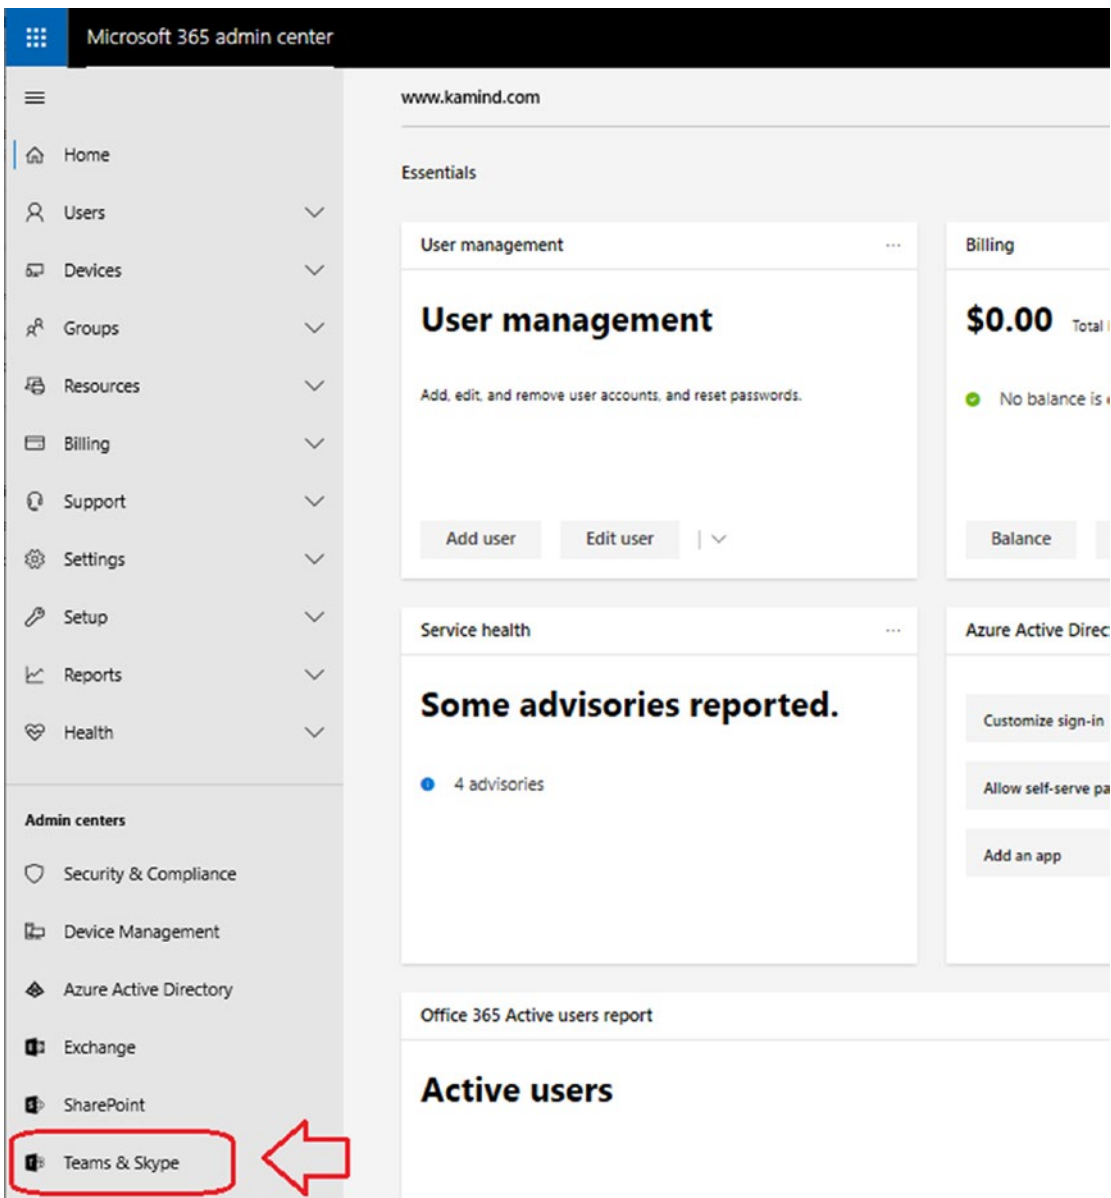 Microsoft 365 admin center
www.kamind.com
Home
Users
Devices
Groups
Resources
Billing
Support
Settings
Setup
Reports
Health
Admin centers
Security & Compliance
Device Management
Azure Active Directory
Exchange
SharePoint
Teams & Skype
Essentials
User management
User management
Add, edit, and remove user accounts, and reset passwords.
Add user
Edit user
Billing
$0.00 Total
No balance is
Balance
Service health
Some advisories reported.
4 advisories
Azure Active Direc
Customize sign-in
Allow self-serve pa
Add an app
Office 365 Active users report
Active users